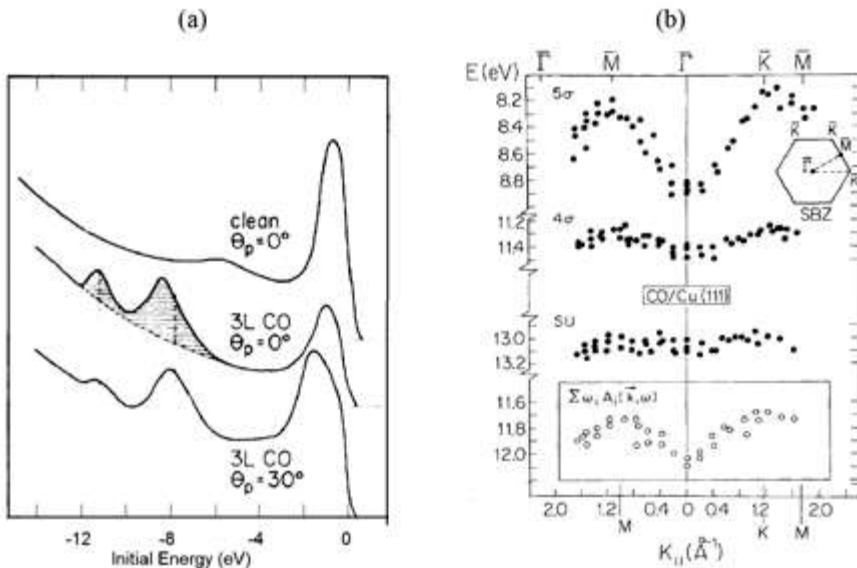 (a)
clean
θp=0°
3L CO
θp=0°
3L CO
θp=30°
-12 -8 -4 0
Initial Energy (eV)
(b)
Γ̅ M̅ Γ̅ K̅ M̅
E(eV)
8.2
8.4
8.6
8.8
11.2
11.4
13.0
13.2
11.6
11.8
12.0
5σ
K̅ K̅
M̅
Γ̅
K̅
SBZ
4σ
CO/Cu(111)
SU
Σωᵢ Aᵢ(k⃗,ω)
2.0 1.2 0.4 0 0.4 1.2 2.0
M K M
K||(Å⁻¹)